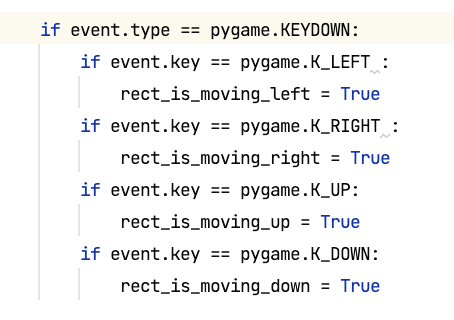 if event.type == pygame.KEYDOWN:
    if event.key == pygame.K_LEFT :
        rect_is_moving_left = True
    if event.key == pygame.K_RIGHT :
        rect_is_moving_right = True
    if event.key == pygame.K_UP:
        rect_is_moving_up = True
    if event.key == pygame.K_DOWN:
        rect_is_moving_down = True